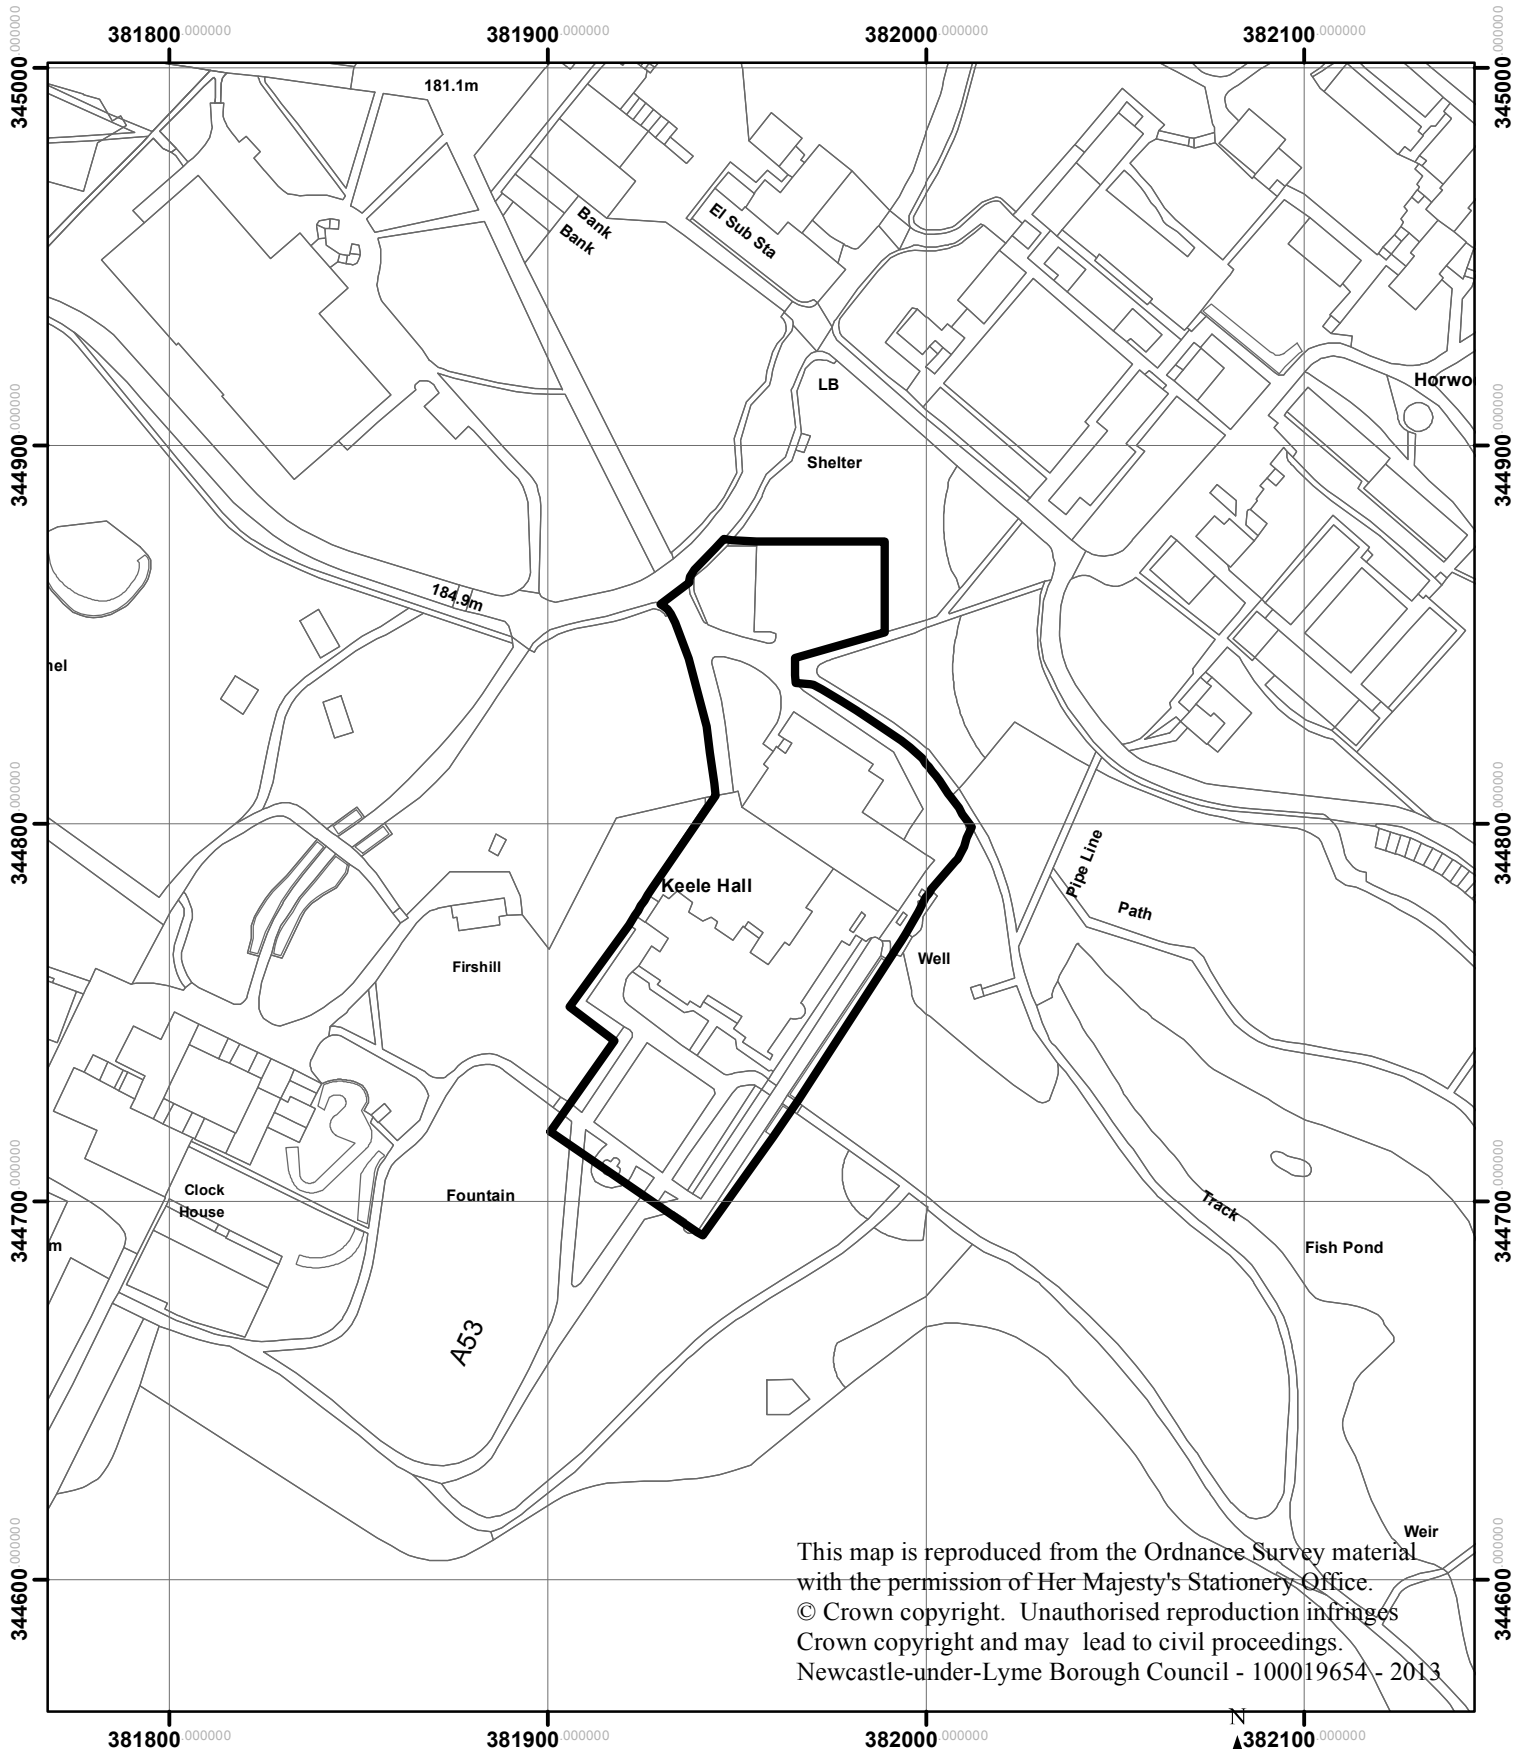 381800.000000 381900.000000 382000.000000 382100.000000
345000.000000
345000.000000
181.1m
Bank
Bank
El Sub Sta
LB
Horwo
344900.000000
344900.000000
Shelter
184.9m
nel
344800.000000
344800.000000
Pipe Line
Keele Hall
Path
Well
Firshill
Clock
House
Fountain
344700.000000
344700.000000
Track
m
Fish Pond
A53
Weir
344600.000000
344600.000000
This map is reproduced from the Ordnance Survey material
with the permission of Her Majesty's Stationery Office.
© Crown copyright. Unauthorised reproduction infringes
Crown copyright and may lead to civil proceedings.
Newcastle-under-Lyme Borough Council - 100019654 - 2013
N
381800.000000 381900.000000 382000.000000 382100.000000